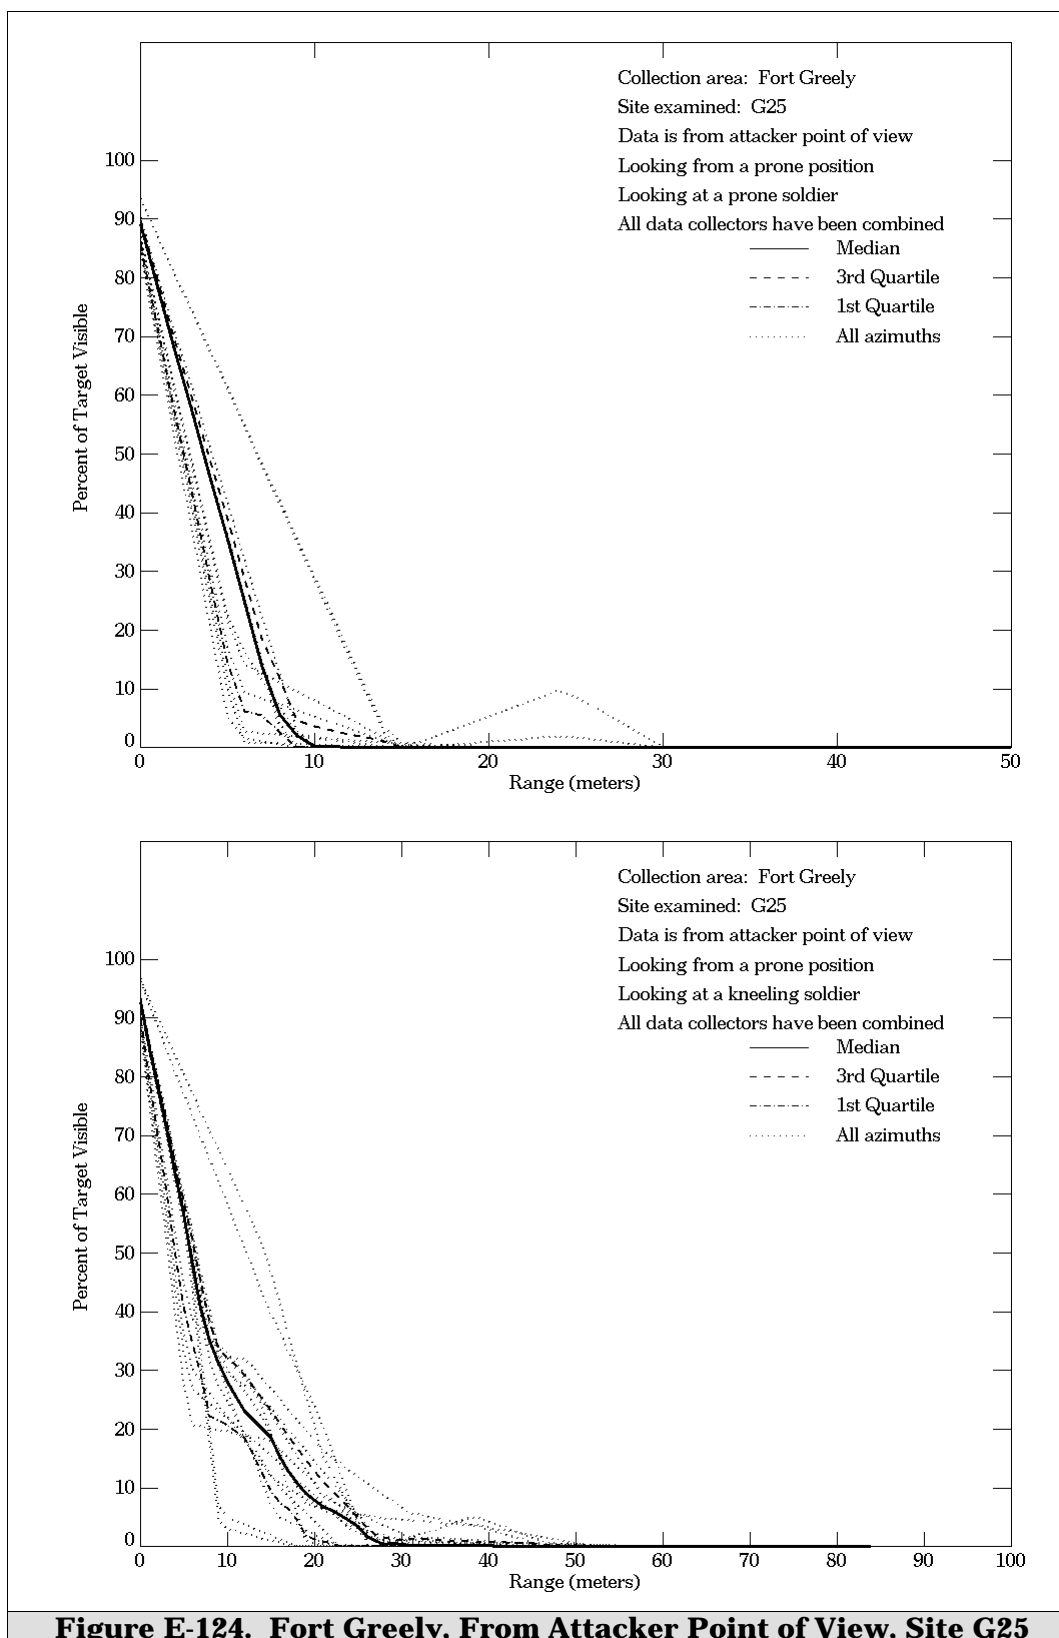 Collection area: Fort Greely
Site examined: G25
Data is from attacker point of view
Looking from a prone position
Looking at a prone soldier
All data collectors have been combined
Median
3rd Quartile
1st Quartile
All azimuths
Percent of Target Visible
100
90
80
70
60
50
40
30
20
10
0
0 10 20 30 40 50
Range (meters)
Collection area: Fort Greely
Site examined: G25
Data is from attacker point of view
Looking from a prone position
Looking at a kneeling soldier
All data collectors have been combined
Median
3rd Quartile
1st Quartile
All azimuths
Percent of Target Visible
100
90
80
70
60
50
40
30
20
10
0
0 10 20 30 40 50 60 70 80 90 100
Range (meters)
Figure E-124. Fort Greely, From Attacker Point of View, Site G25